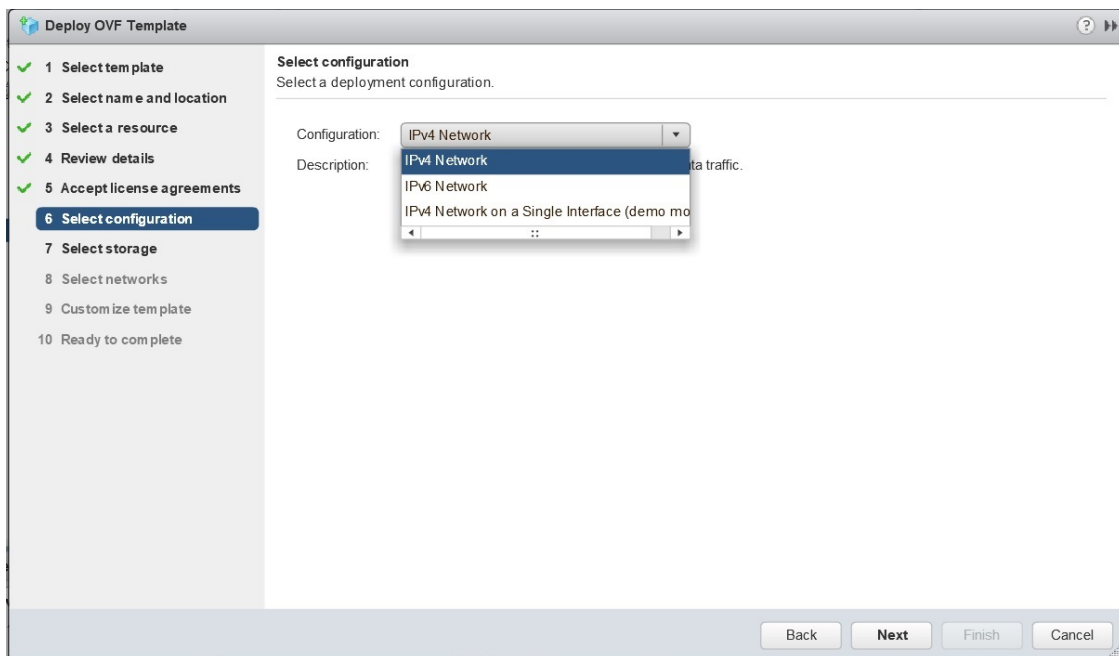 Deploy OVF Template
1 Select template
2 Select name and location
3 Select a resource
4 Review details
5 Accept license agreements
6 Select configuration
7 Select storage
8 Select networks
9 Customize template
10 Ready to complete
Select configuration
Select a deployment configuration.
Configuration: IPv4 Network
IPv4 Network
IPv6 Network
IPv4 Network on a Single Interface (demo mo
Description: ta traffic.
Back Next Finish Cancel